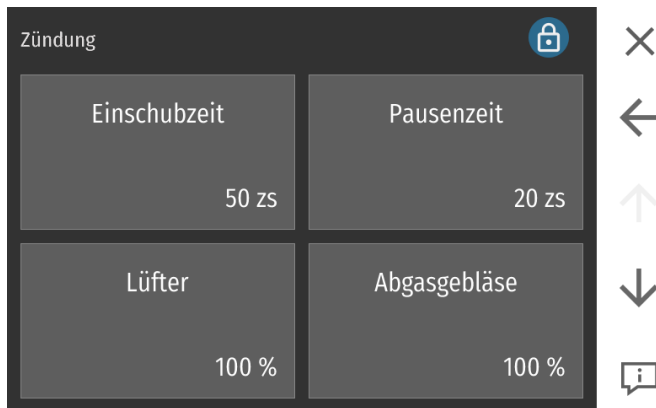 Zündung
Einschubzeit
50 zs
Pausenzeit
20 zs
Lüfter
100 %
Abgasgebläse
100 %